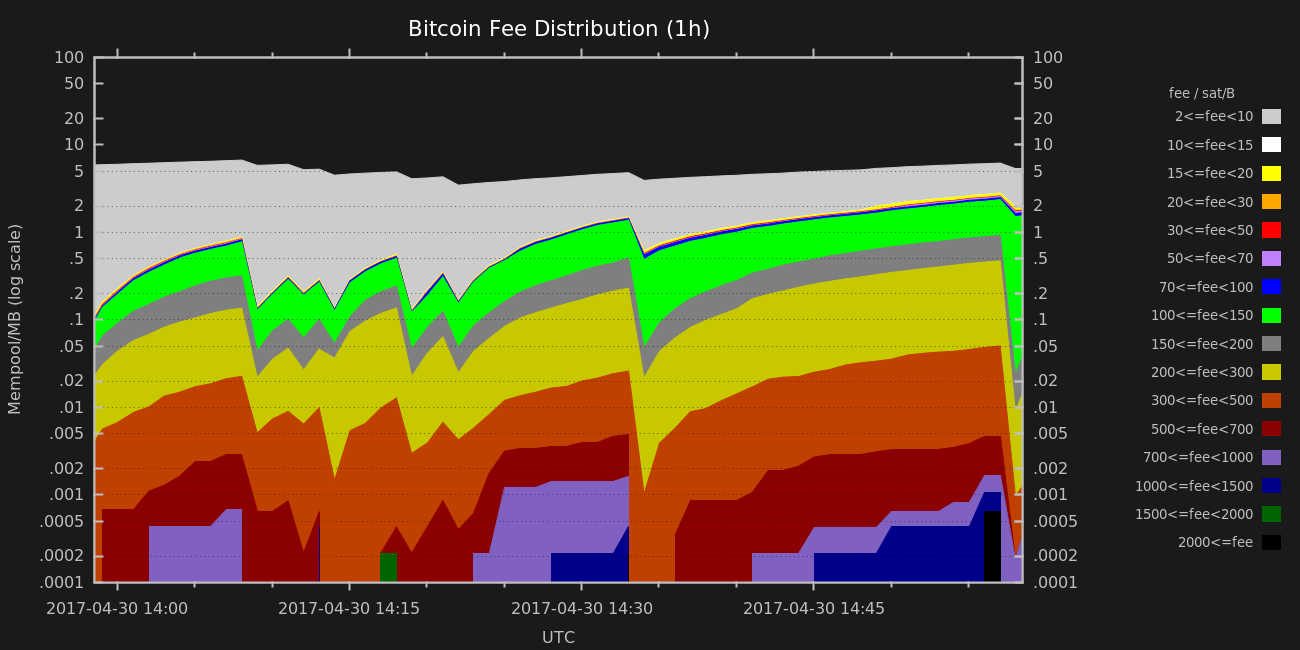 Bitcoin Fee Distribution (1h)
100
50
20
10
5
2
1
.5
.2
.1
.05
.02
.01
.005
.002
.001
.0005
.0002
.0001
Mempool/MB (log scale)
100
50
20
10
5
2
1
.5
.2
.1
.05
.02
.01
.005
.002
.001
.0005
.0002
.0001
2017-04-30 14:00
2017-04-30 14:15
2017-04-30 14:30
2017-04-30 14:45
UTC
fee / sat/B
2<=fee<10
10<=fee<15
15<=fee<20
20<=fee<30
30<=fee<50
50<=fee<70
70<=fee<100
100<=fee<150
150<=fee<200
200<=fee<300
300<=fee<500
500<=fee<700
700<=fee<1000
1000<=fee<1500
1500<=fee<2000
2000<=fee